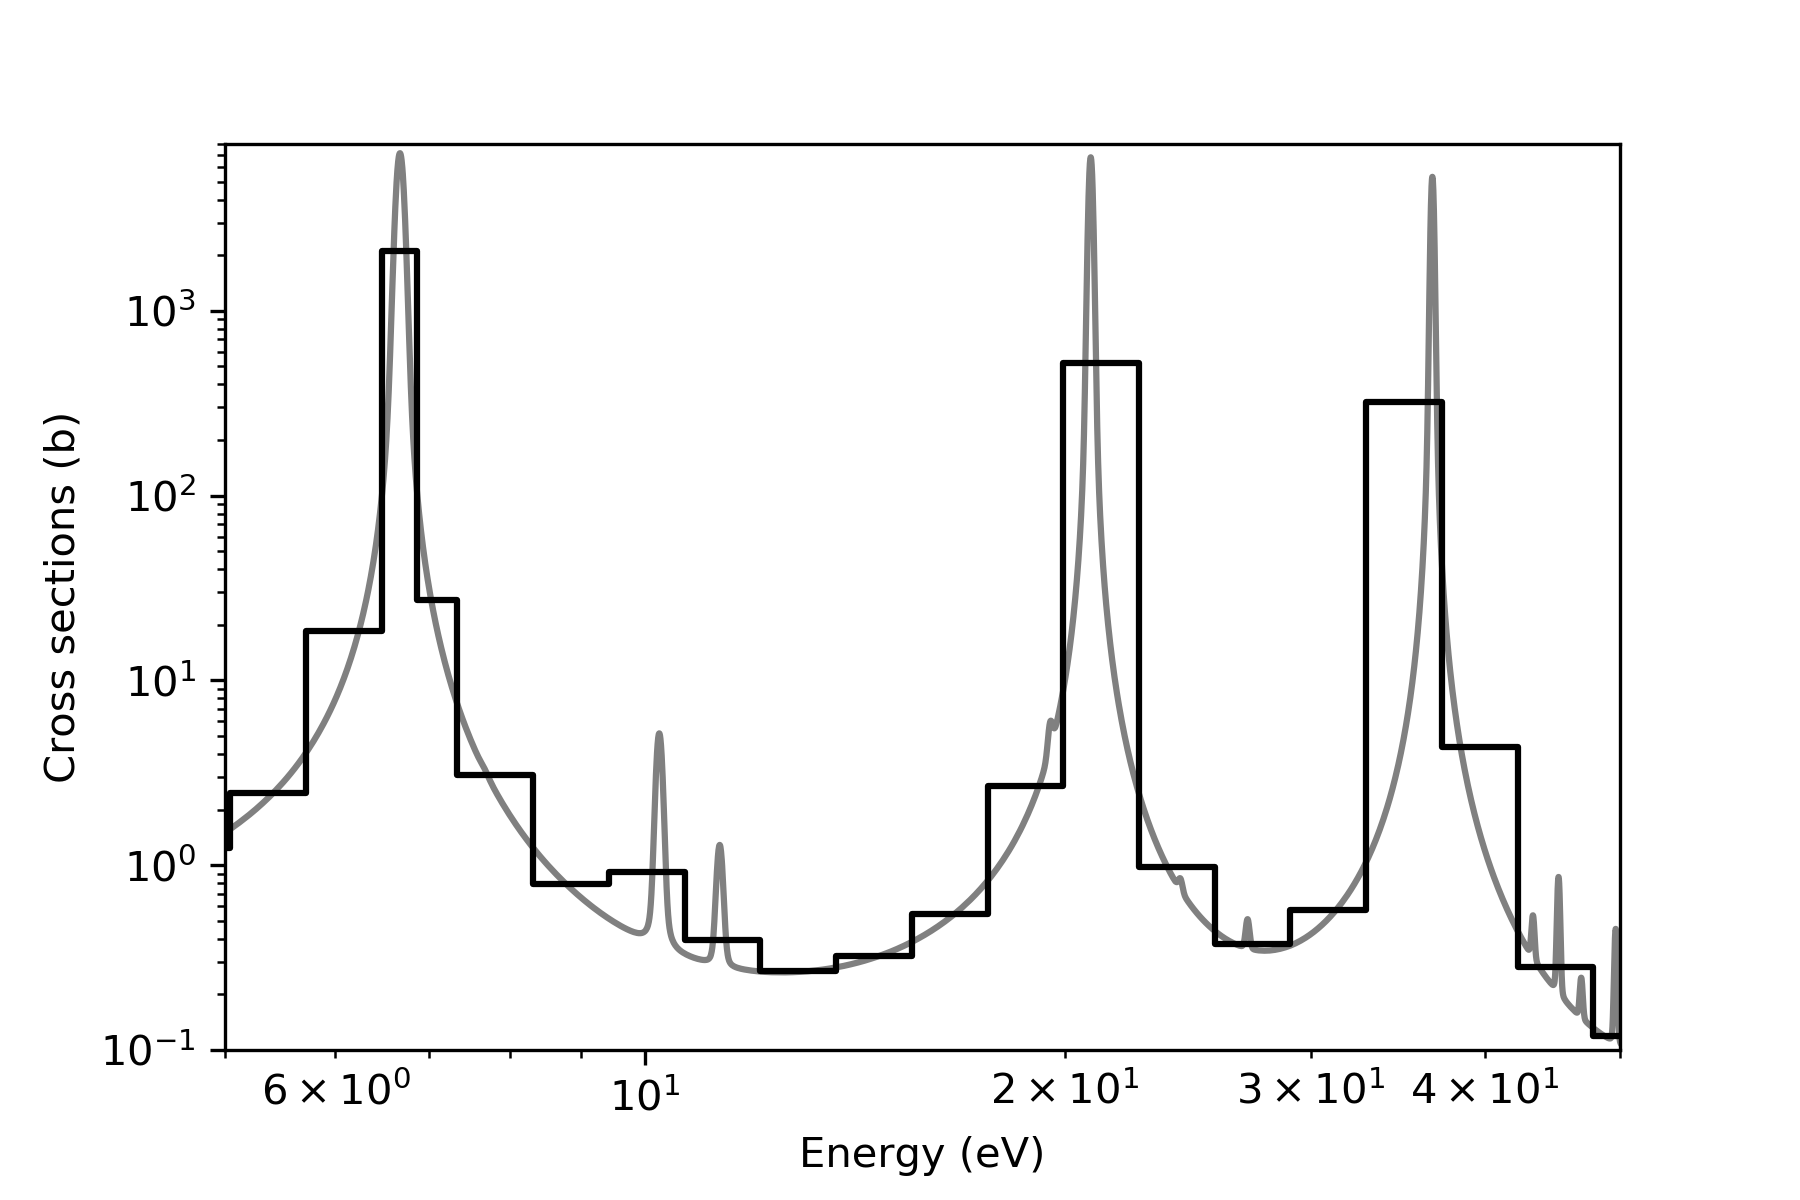 Cross sections (b)
10³
10²
10¹
10⁰
10⁻¹
6 × 10⁰
10¹
2 × 10¹
3 × 10¹
4 × 10¹
Energy (eV)